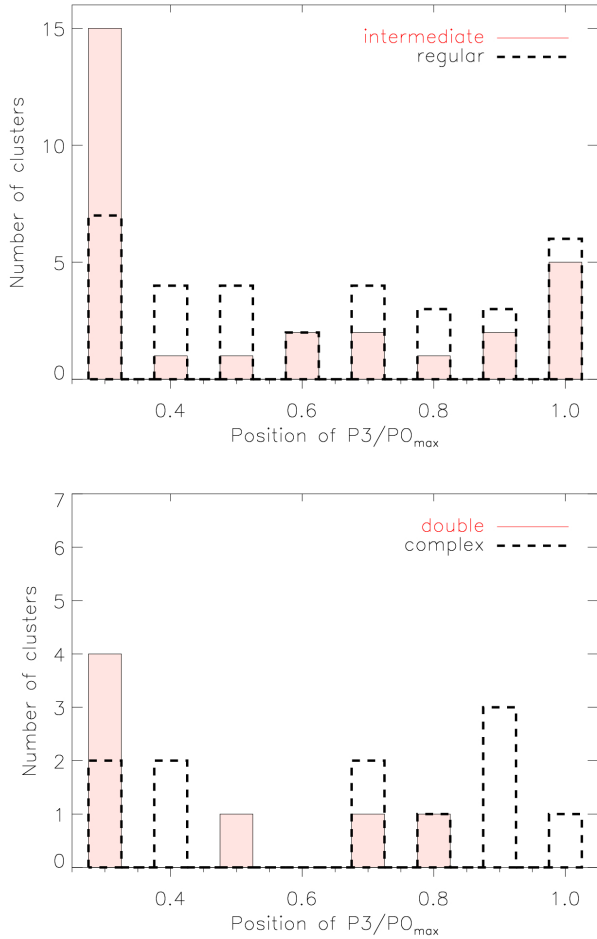 15
10
5
0
Number of clusters
intermediate
regular
0.4 0.6 0.8 1.0
Position of P3/P0max
7
6
5
4
3
2
1
0
Number of clusters
double
complex
0.4 0.6 0.8 1.0
Position of P3/P0max